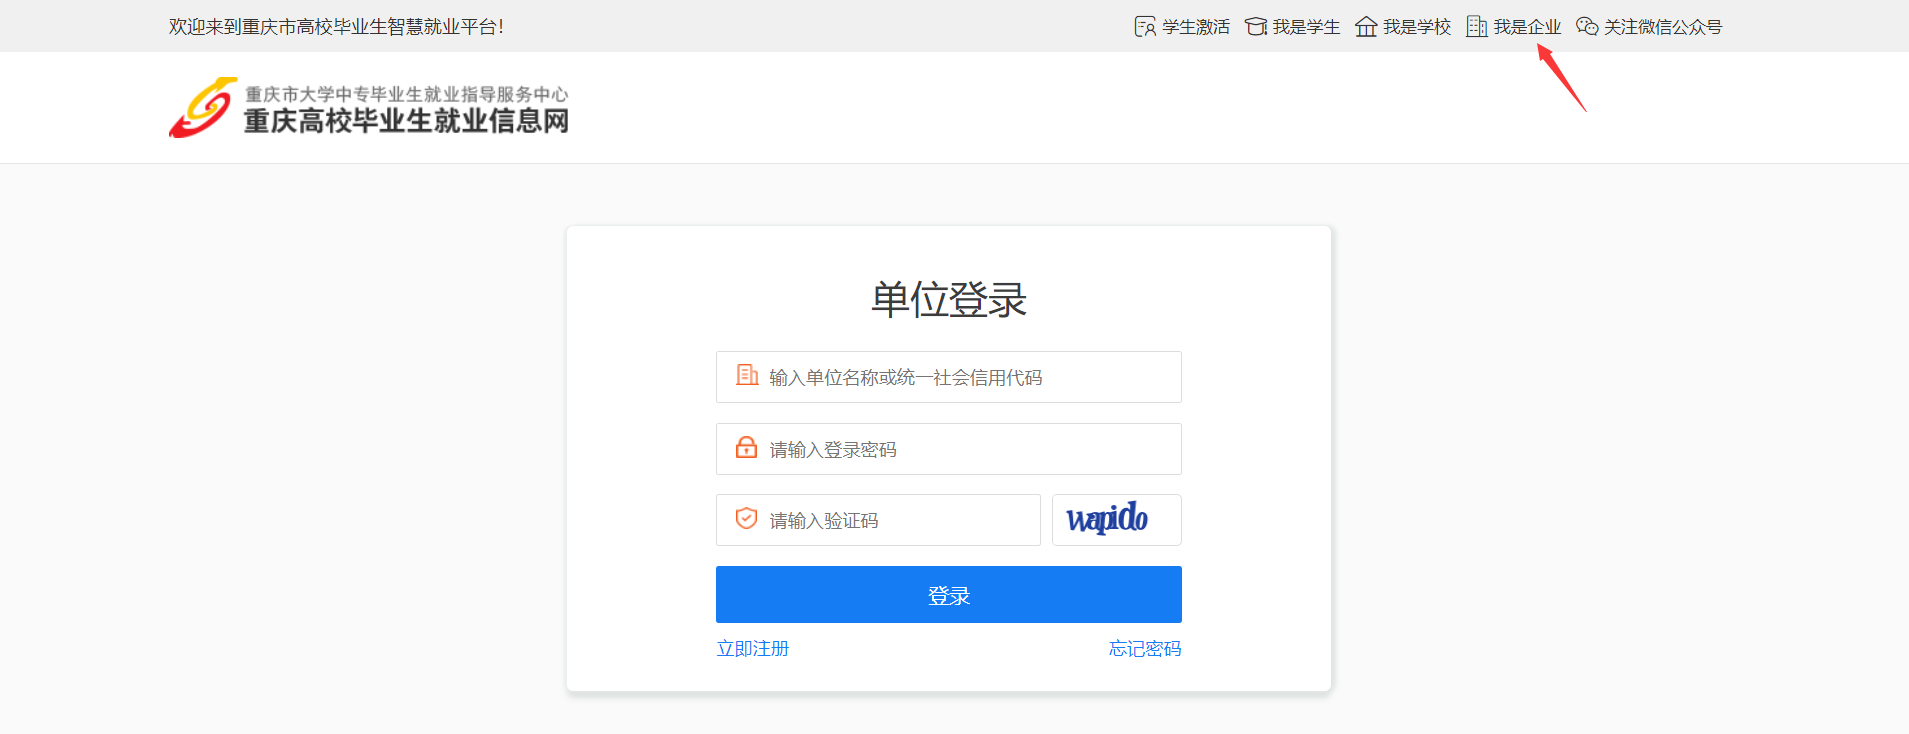 欢迎来到重庆市高校毕业生智慧就业平台!
学生激活 我是学生 我是学校 我是企业 关注微信公众号
重庆市大学中专毕业生就业指导服务中心
重庆高校毕业生就业信息网
单位登录
输入单位名称或统一社会信用代码
请输入登录密码
请输入验证码
wapido
登录
立即注册 忘记密码